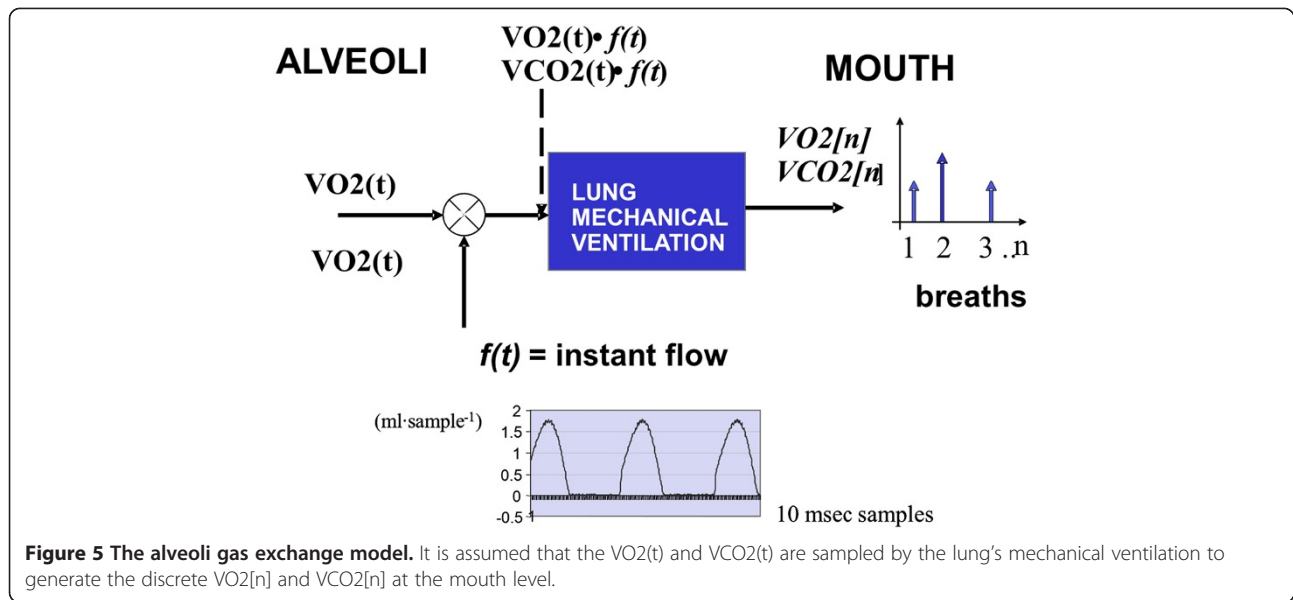 VO2(t)• f(t)
VCO2(t)• f(t)
ALVEOLI
MOUTH
VO2[n]
VCO2[n]
VO2(t)
VO2(t)
LUNG
MECHANICAL
VENTILATION
1 2 3 ..n
breaths
f(t) = instant flow
(ml·sample-1)
2
1.5
1
0.5
0
-0.5
1
10 msec samples
Figure 5 The alveoli gas exchange model. It is assumed that the VO2(t) and VCO2(t) are sampled by the lung's mechanical ventilation to
generate the discrete VO2[n] and VCO2[n] at the mouth level.